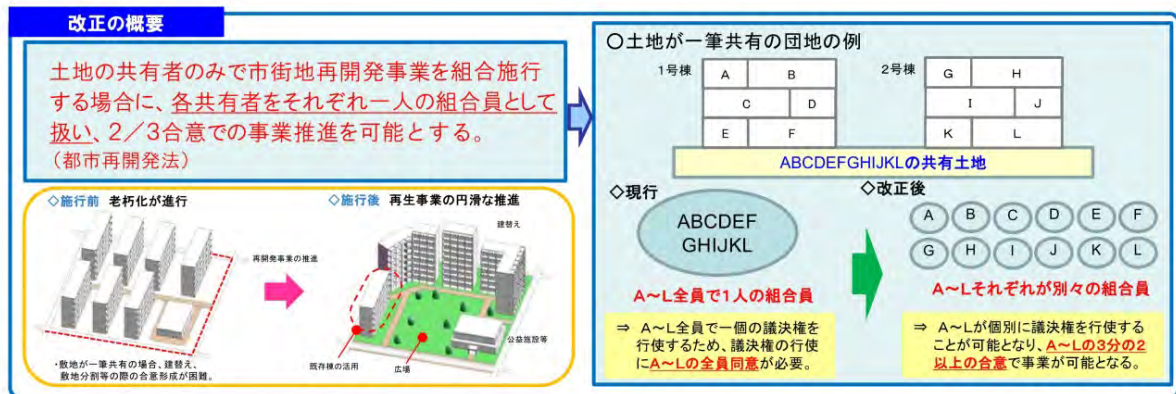 改正の概要
土地の共有者のみで市街地再開発事業を組合施行
する場合に、各共有者をそれぞれ一人の組合員として
扱い、2/3合意での事業推進を可能とする。
(都市再開発法)
◇施行前 老朽化が進行
再開発事業の推進
・敷地が一筆共有の場合、建替え、
敷地分割等の際の合意形成が困難。
◇施行後 再生事業の円滑な推進
建替え
公益施設等
既存棟の活用
広場
〇土地が一筆共有の団地の例
1号棟
A B
C D
E F
2号棟
G H
I J
K L
ABCDEFGHIJKLの共有土地
◇現行
ABCDEF
GHIJKL
A~L全員で1人の組合員
⇒ A~L全員で一個の議決権を
行使するため、議決権の行使
にA~Lの全員同意が必要。
◇改正後
A B C D E F
G H I J K L
A~Lそれぞれが別々の組合員
⇒ A~Lが個別に議決権を行使する
ことが可能となり、A~Lの3分の2
以上の合意で事業が可能となる。